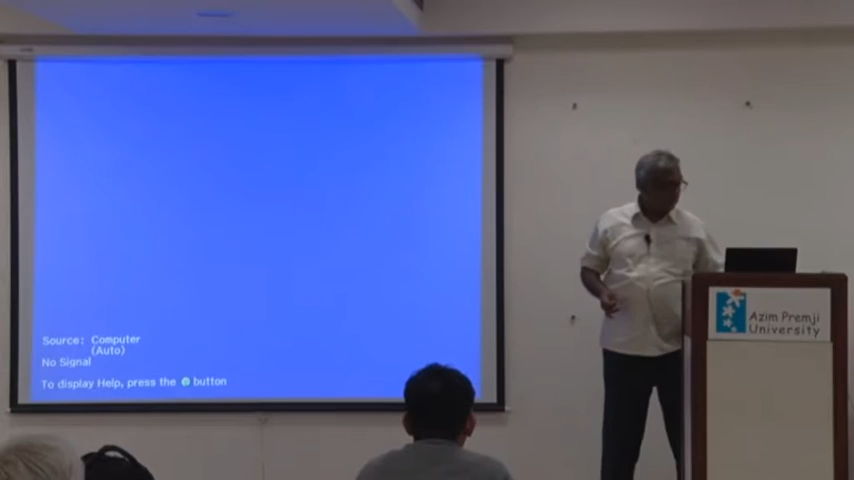 Source: Computer
(Auto)
No Signal
To display Help, press the button
Azim Premji
University